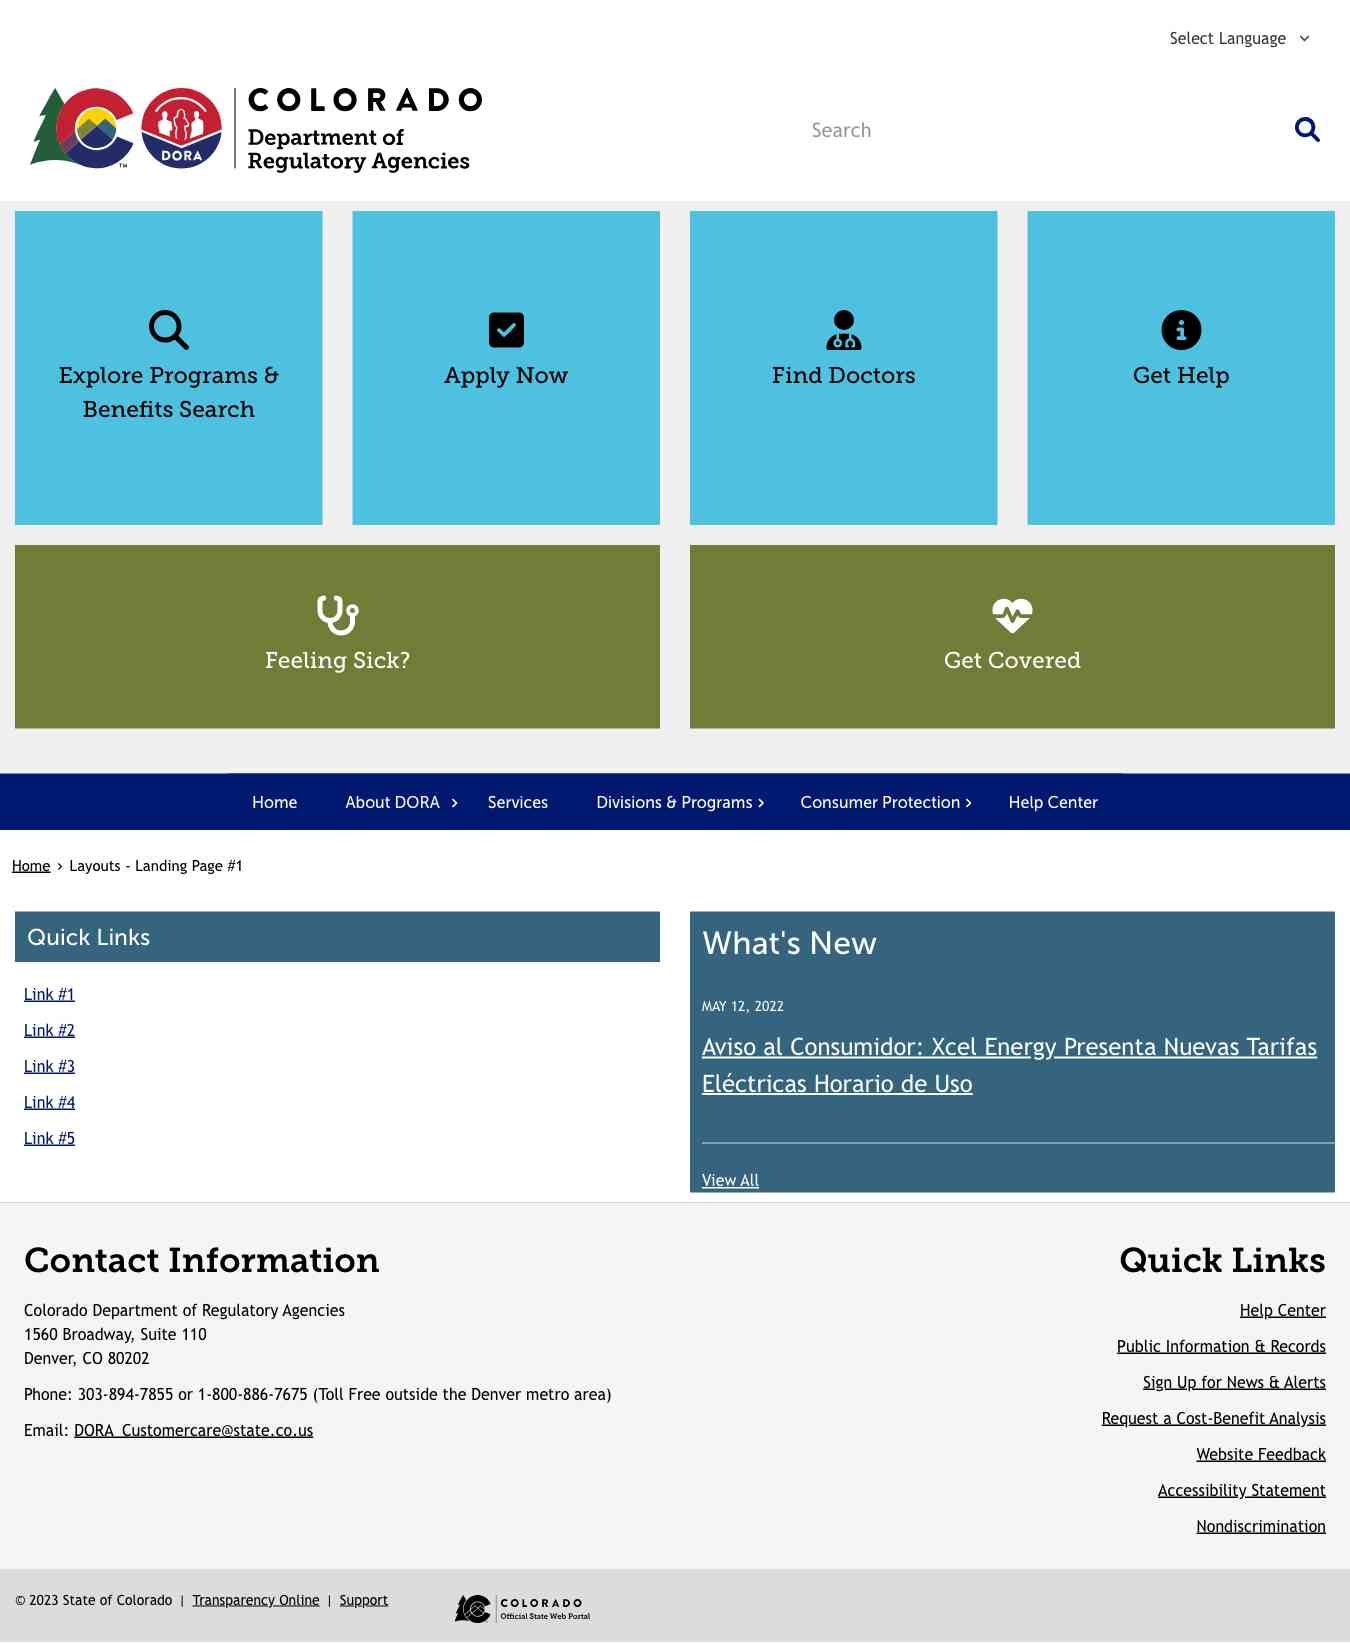 Select Language
COLORADO
Department of
Regulatory Agencies
DORA
TM
Search
Explore Programs &
Benefits Search
Apply Now
Find Doctors
Get Help
Feeling Sick?
Get Covered
Home
About DORA
Services
Divisions & Programs
Consumer Protection
Help Center
Home › Layouts - Landing Page #1
Quick Links
Link #1
Link #2
Link #3
Link #4
Link #5
What's New
MAY 12, 2022
Aviso al Consumidor: Xcel Energy Presenta Nuevas Tarifas
Eléctricas Horario de Uso
View All
Contact Information
Colorado Department of Regulatory Agencies
1560 Broadway, Suite 110
Denver, CO 80202
Phone: 303-894-7855 or 1-800-886-7675 (Toll Free outside the Denver metro area)
Email: DORA_Customercare@state.co.us
Quick Links
Help Center
Public Information & Records
Sign Up for News & Alerts
Request a Cost-Benefit Analysis
Website Feedback
Accessibility Statement
Nondiscrimination
© 2023 State of Colorado | Transparency Online | Support
COLORADO
Official State Web Portal